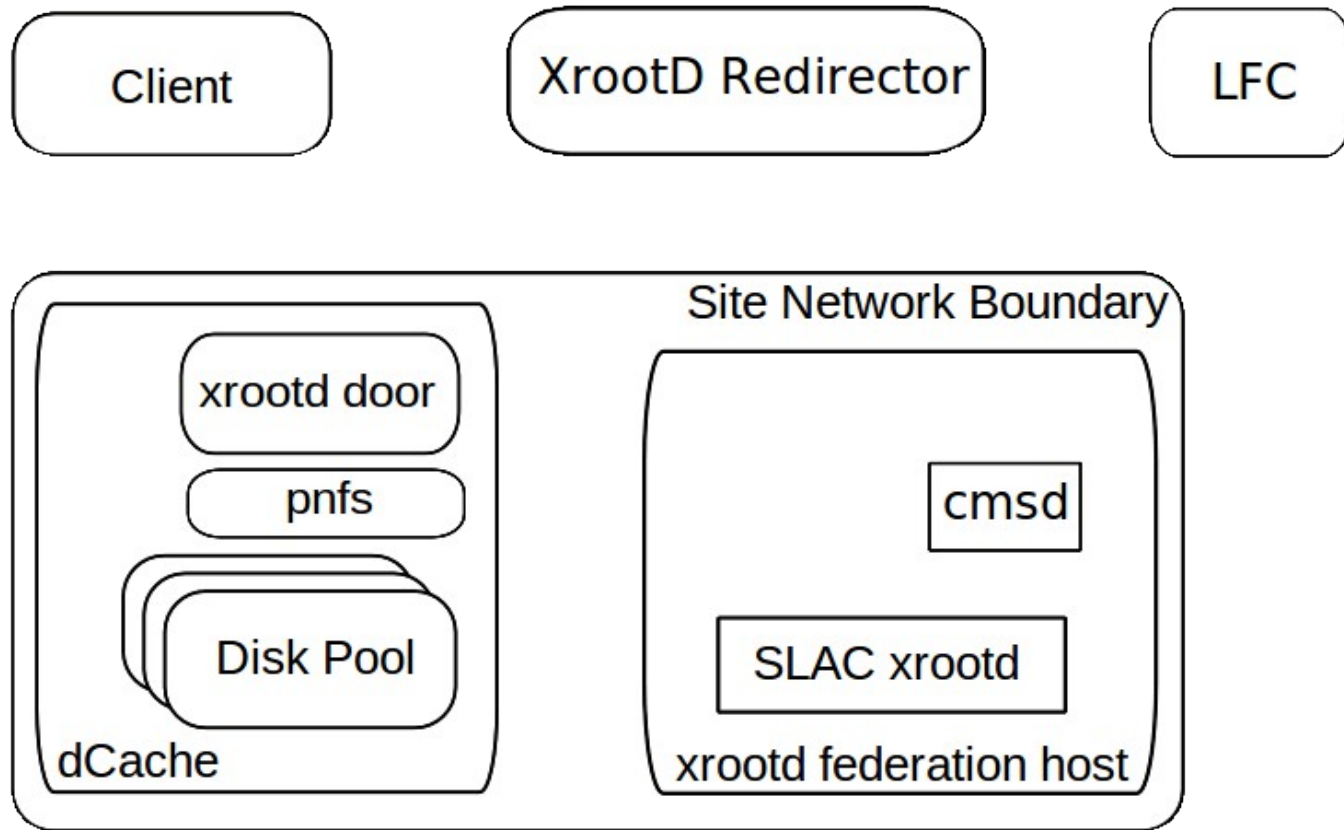 Client
XrootD Redirector
LFC
Site Network Boundary
xrootd door
pnfs
Disk Pool
dCache
cmsd
SLAC xrootd
xrootd federation host